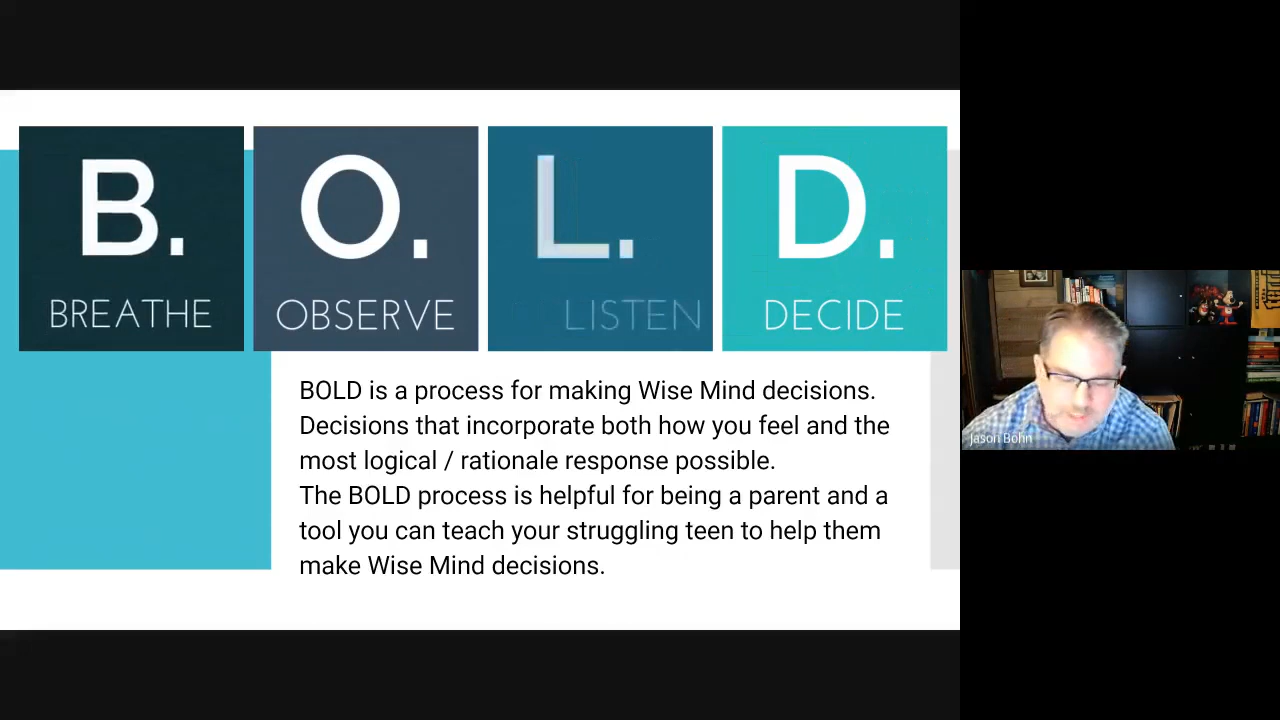 B. O. L. D.
BREATHE OBSERVE LISTEN DECIDE
BOLD is a process for making Wise Mind decisions.
Decisions that incorporate both how you feel and the
most logical / rationale response possible.
The BOLD process is helpful for being a parent and a
tool you can teach your struggling teen to help them
make Wise Mind decisions.
Jason Bohn